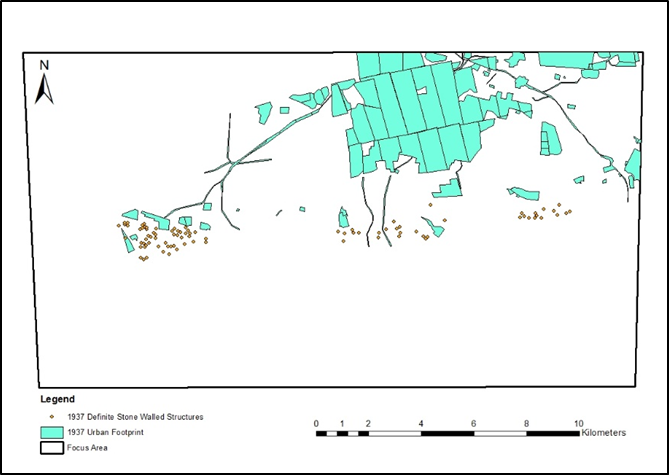 N
Legend
1937 Definite Stone Walled Structures
1937 Urban Footprint
Focus Area
0 1 2 4 6 8 10
Kilometers